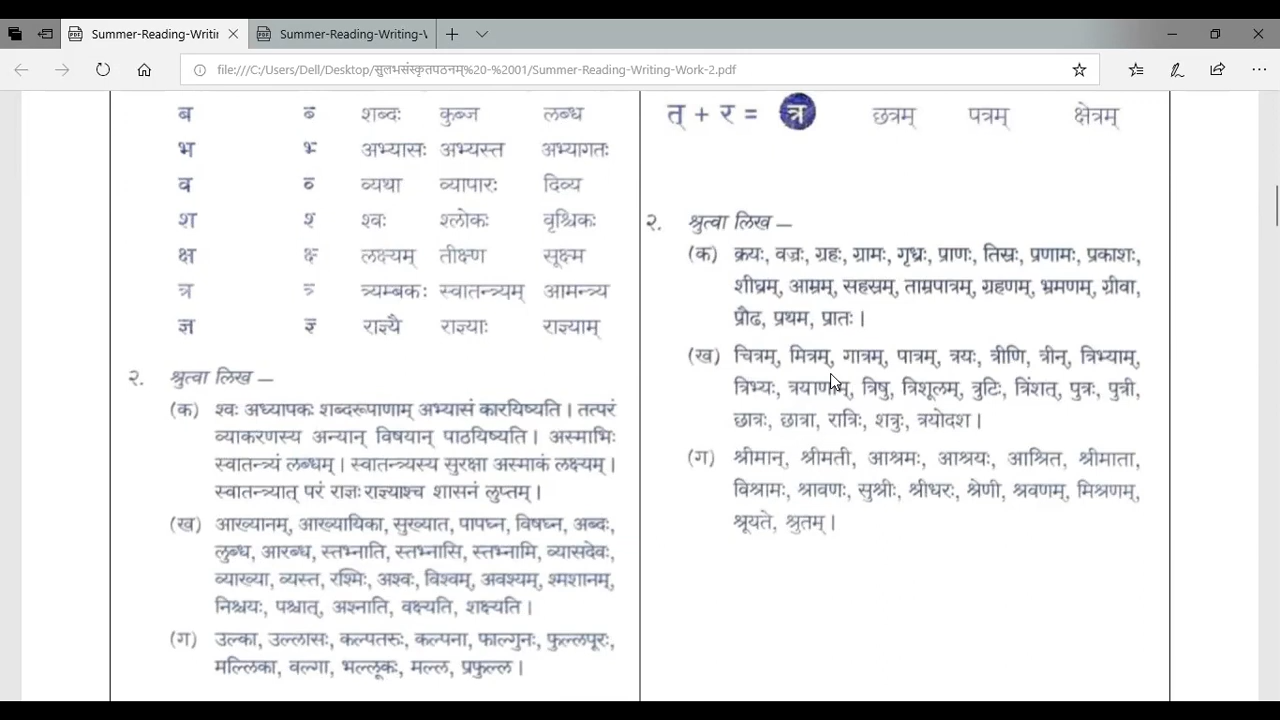 Summer-Reading-Writi
Summer-Reading-Writing-V
file:///C:/Users/Dell/Desktop/सुलभसंस्कृतपठनम्%20-%2001/Summer-Reading-Writing-Work-2.pdf
ब ब्‍ शब्दः कुब्ज लब्ध
भ भ्‍ अभ्यासः अभ्यस्त अभ्यागतः
व व्‍ व्यथा व्यापारः दिव्य
श श्‍ श्वः श्लोकः वृश्चिकः
क्ष क्ष्‍ लक्ष्यम् तीक्ष्ण सूक्ष्म
त्र त्र्‍ त्र्यम्बकः स्वातन्त्र्यम् आमन्त्र्य
ज्ञ ज्ञ्‍ राज्ञ्यै राज्ञ्याः राज्ञ्याम्
२. श्रुत्वा लिख —
(क) श्वः अध्यापकः शब्दरूपाणाम् अभ्यासं कारयिष्यति । तत्परं
व्याकरणस्य अन्यान् विषयान् पाठयिष्यति । अस्माभिः
स्वातन्त्र्यं लब्धम् । स्वातन्त्र्यस्य सुरक्षा अस्माकं लक्ष्यम् ।
स्वातन्त्र्यात् परं राज्ञः राज्ञ्याश्च शासनं लुप्तम् ।
(ख) आख्यानम्, आख्यायिका, सुख्यात, पापघ्न, विषघ्न, अब्दः,
लुब्ध, आरब्ध, स्तभ्नाति, स्तभ्नासि, स्तभ्नामि, व्यासदेवः,
व्याख्या, व्यस्त, रश्मिः, अश्वः, विश्वम्, अवश्यम्, श्मशानम्,
निश्चयः, पश्चात्, अश्नाति, वक्ष्यति, शक्ष्यति ।
(ग) उल्का, उल्लासः, कल्पतरुः, कल्पना, फाल्गुनः, फुल्लपूरः,
मल्लिका, वल्गा, भल्लूकः, मल्ल, प्रफुल्ल ।
त् + र = त्र छत्रम् पत्रम् क्षेत्रम्
२. श्रुत्वा लिख —
(क) क्रयः, वज्रः, ग्रहः, ग्रामः, गृध्रः, प्राणः, तिस्रः, प्रणामः, प्रकाशः,
शीघ्रम्, आम्रम्, सहस्रम्, ताम्रपात्रम्, ग्रहणम्, भ्रमणम्, ग्रीवा,
प्रौढ, प्रथम, प्रातः ।
(ख) चित्रम्, मित्रम्, गात्रम्, पात्रम्, त्रयः, त्रीणि, त्रीन्, त्रिभ्याम्,
त्रिभ्यः, त्रयाणाम्, त्रिषु, त्रिशूलम्, त्रुटिः, त्रिंशत्, पुत्रः, पुत्री,
छात्रः, छात्रा, रात्रिः, शत्रुः, त्रयोदश ।
(ग) श्रीमान्, श्रीमती, आश्रमः, आश्रयः, आश्रित, श्रीमाता,
विश्रामः, श्रावणः, सुश्रीः, श्रीधरः, श्रेणी, श्रवणम्, मिश्रणम्,
श्रूयते, श्रुतम् ।